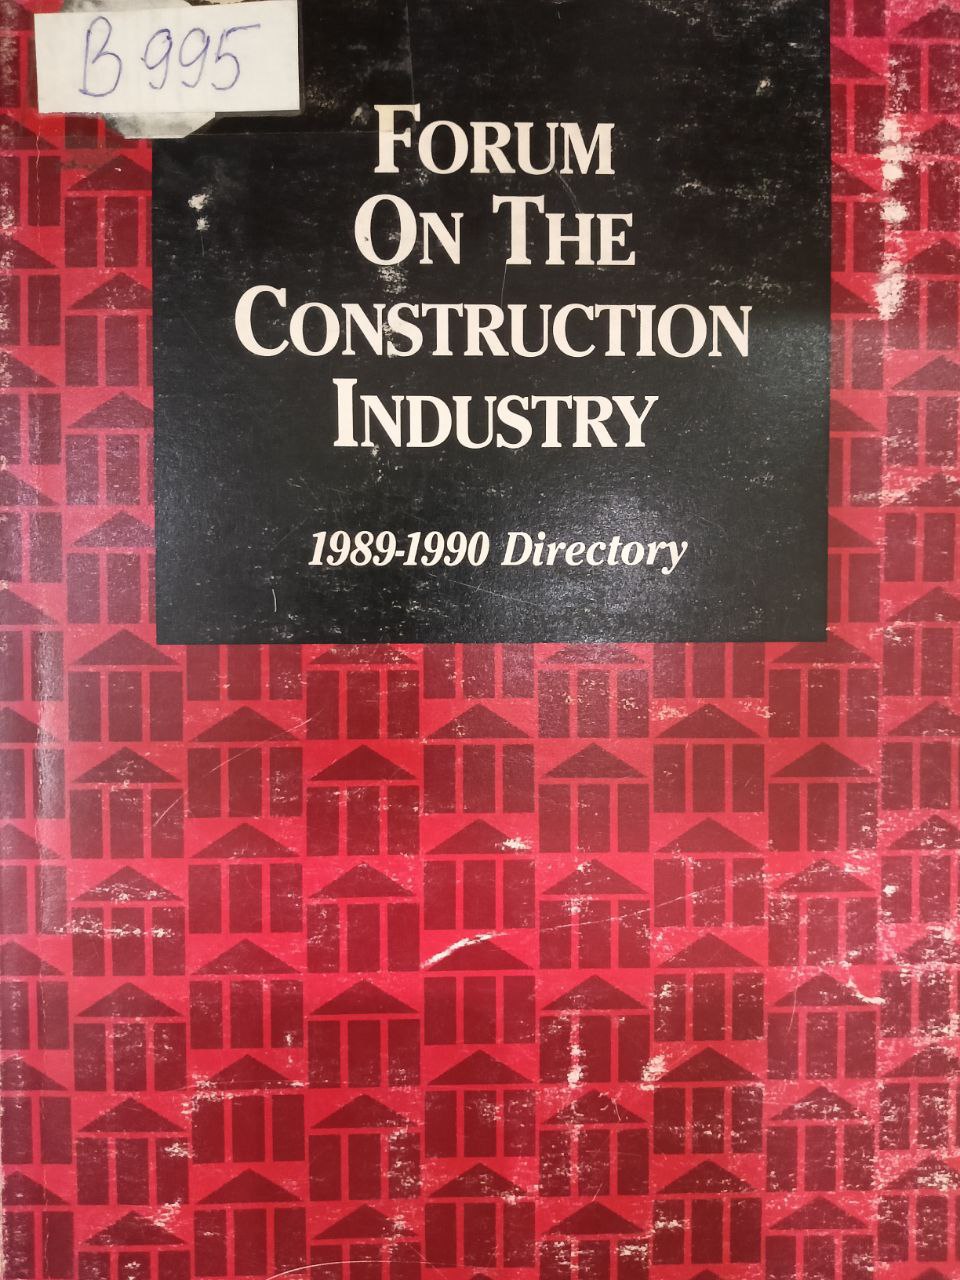 B 995
FORUM
ON THE
CONSTRUCTION
INDUSTRY
1989-1990 Directory